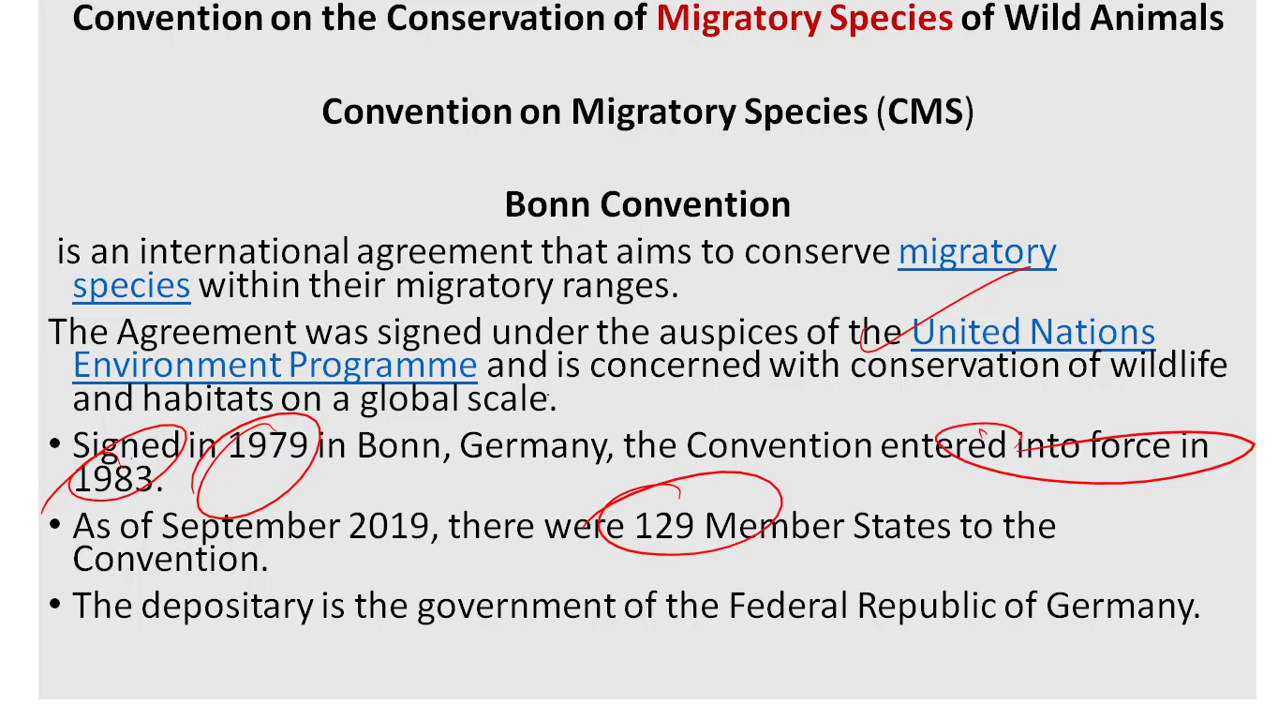 Convention on the Conservation of Migratory Species of Wild Animals
Convention on Migratory Species (CMS)
Bonn Convention
is an international agreement that aims to conserve migratory
species within their migratory ranges.
The Agreement was signed under the auspices of the United Nations
Environment Programme and is concerned with conservation of wildlife
and habitats on a global scale.
• Signed in 1979 in Bonn, Germany, the Convention entered into force in
1983.
• As of September 2019, there were 129 Member States to the
Convention.
• The depositary is the government of the Federal Republic of Germany.